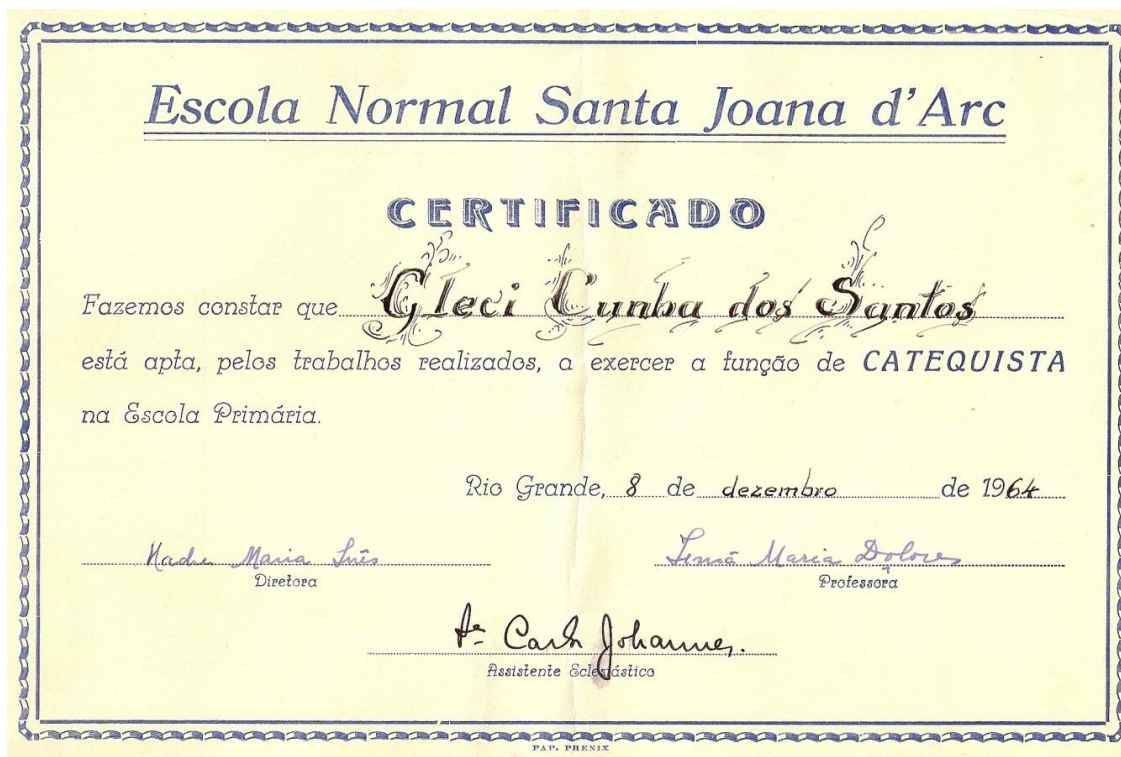 Escola Normal Santa Joana d'Arc
CERTIFICADO
Fazemos constar que Gleci Cunha dos Santos
está apta, pelos trabalhos realizados, a exercer a função de CATEQUISTA
na Escola Primária.
Rio Grande, 8 de dezembro de 1964
Madre Maria Inês Irmã Maria Dolores
Diretora Professora
Pe Carlos Johannes.
Assistente Eclesiástico
PAP. PHENIX